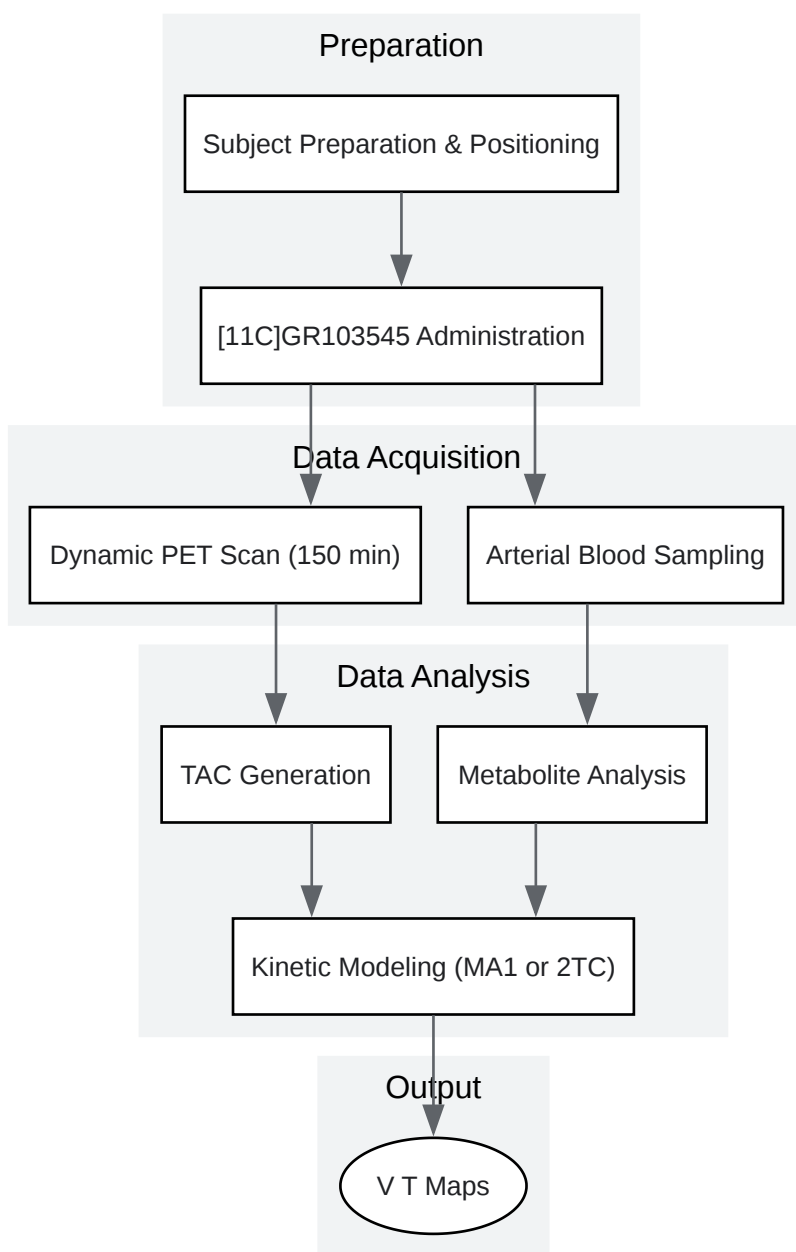 Preparation
Subject Preparation & Positioning
[11C]GR103545 Administration
Data Acquisition
Dynamic PET Scan (150 min)
Arterial Blood Sampling
Data Analysis
TAC Generation
Metabolite Analysis
Kinetic Modeling (MA1 or 2TC)
Output
V T Maps